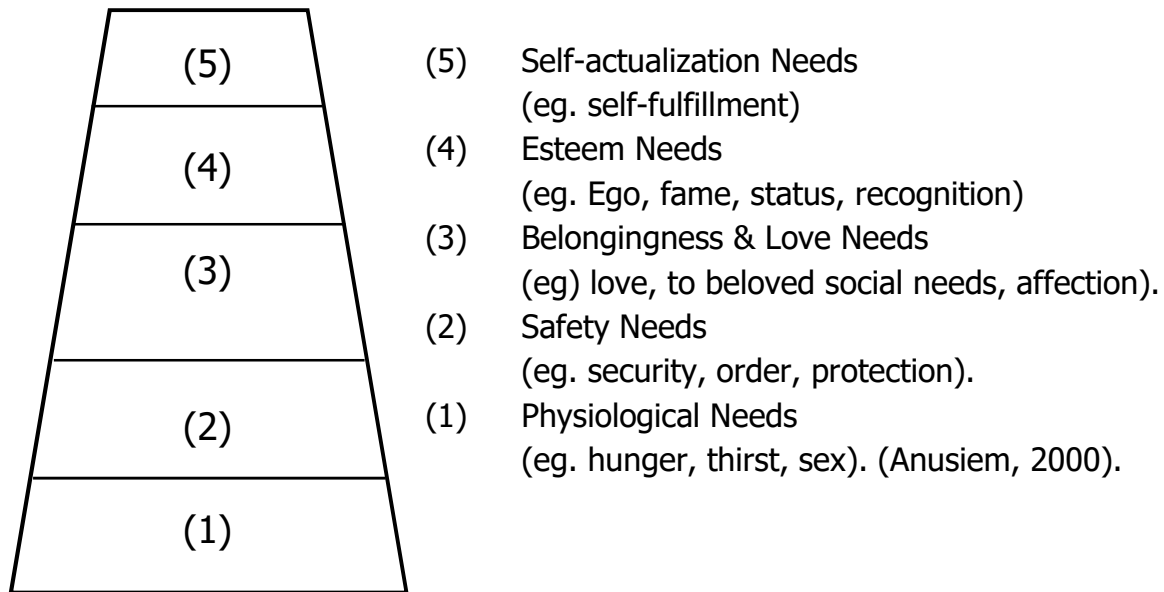 (5)
(4)
(3)
(2)
(1)
(5) Self-actualization Needs
(eg. self-fulfillment)
(4) Esteem Needs
(eg. Ego, fame, status, recognition)
(3) Belongingness & Love Needs
(eg) love, to beloved social needs, affection).
(2) Safety Needs
(eg. security, order, protection).
(1) Physiological Needs
(eg. hunger, thirst, sex). (Anusiem, 2000).